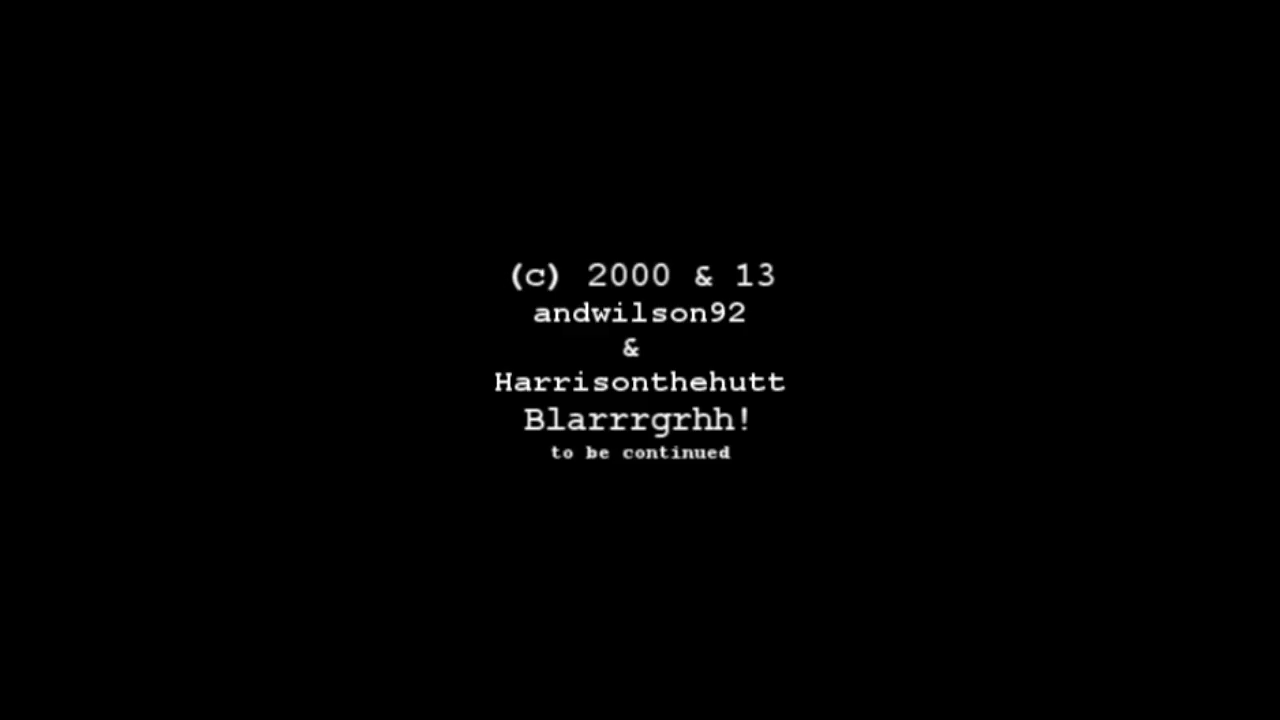 (c) 2000 & 13
andwilson92
&
Harrisonthehutt
Blarrrgrhh!
to be continued